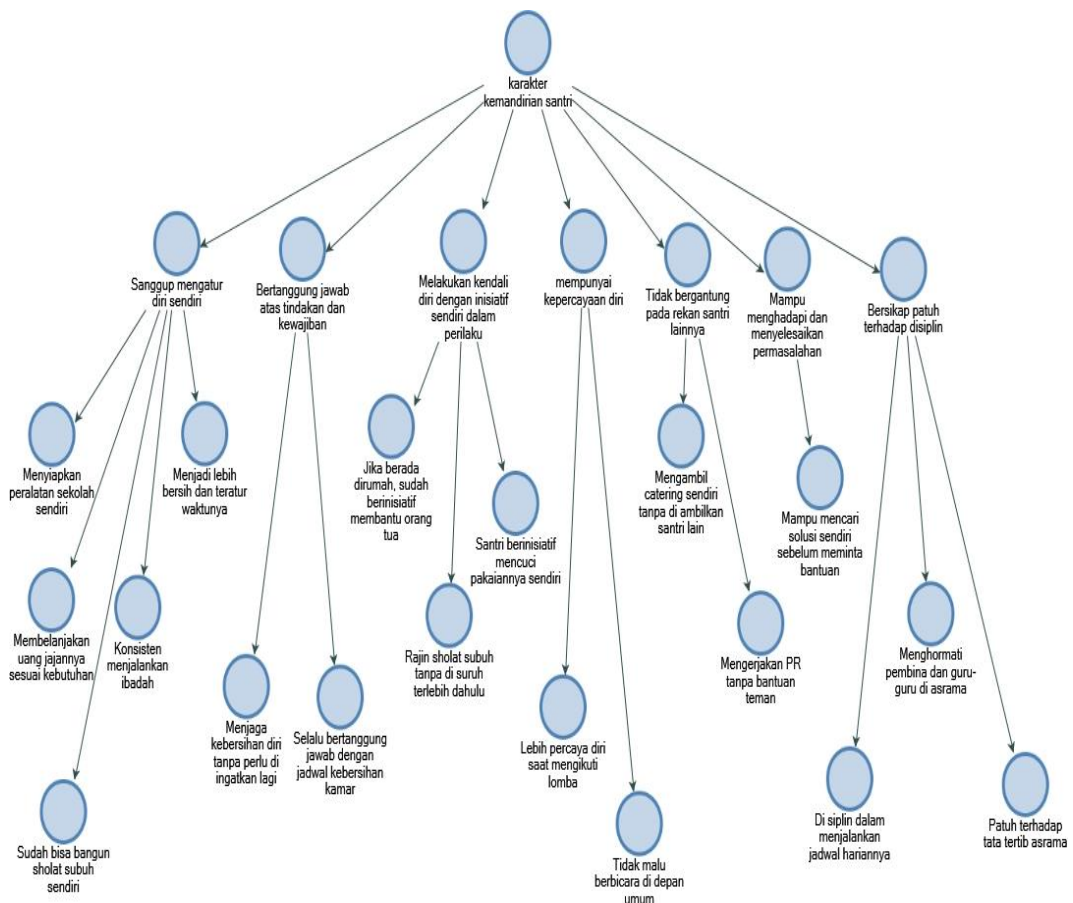 karakter
kemandirian santri
Sanggup mengatur
diri sendiri
Bertanggung jawab
atas tindakan dan
kewajiban
Melakukan kendali
diri dengan inisiatif
sendiri dalam
perilaku
mempunyai
kepercayaan diri
Tidak bergantung
pada rekan santri
lainnya
Mampu
menghadapi dan
menyelesaikan
permasalahan
Bersikap patuh
terhadap disiplin
Menyiapkan
peralatan sekolah
sendiri
Menjadi lebih
bersih dan teratur
waktunya
Jika berada
dirumah, sudah
berinisiatif
membantu orang
tua
Mengambil
catering sendiri
tanpa di ambilkan
santri lain
Mampu mencari
solusi sendiri
sebelum meminta
bantuan
Santri berinisiatif
mencuci
pakaiannya sendiri
Membelanjakan
uang jajannya
sesuai kebutuhan
Konsisten
menjalankan
ibadah
Rajin sholat subuh
tanpa di suruh
terlebih dahulu
Mengerjakan PR
tanpa bantuan
teman
Menghormati
pembina dan guru-
guru di asrama
Menjaga
kebersihan diri
tanpa perlu di
ingatkan lagi
Selalu bertanggung
jawab dengan
jadwal kebersihan
kamar
Lebih percaya diri
saat mengikuti
lomba
Di siplin dalam
menjalankan
jadwal hariannya
Patuh terhadap
tata tertib asrama
Sudah bisa bangun
sholat subuh
sendiri
Tidak malu
berbicara di depan
umum